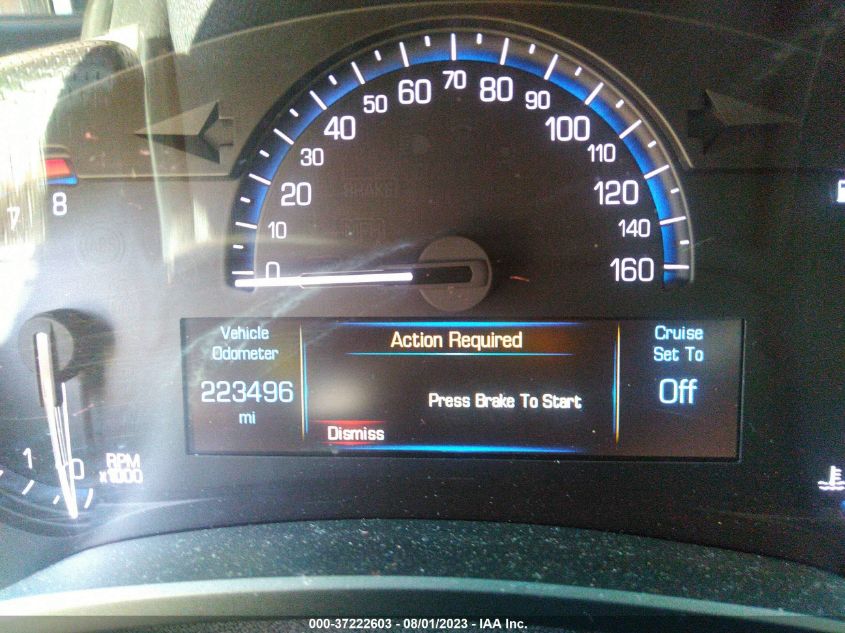 70
60
80
50
90
40
100
30
110
BRAKE
20
120
7
8
10
140
0
160
Vehicle
Odometer
223496
mi
Action Required
Press Brake To Start
Dismiss
Cruise
Set To
Off
1
0
RPM
x1000
000-37222603 - 08/01/2023 - IAA Inc.